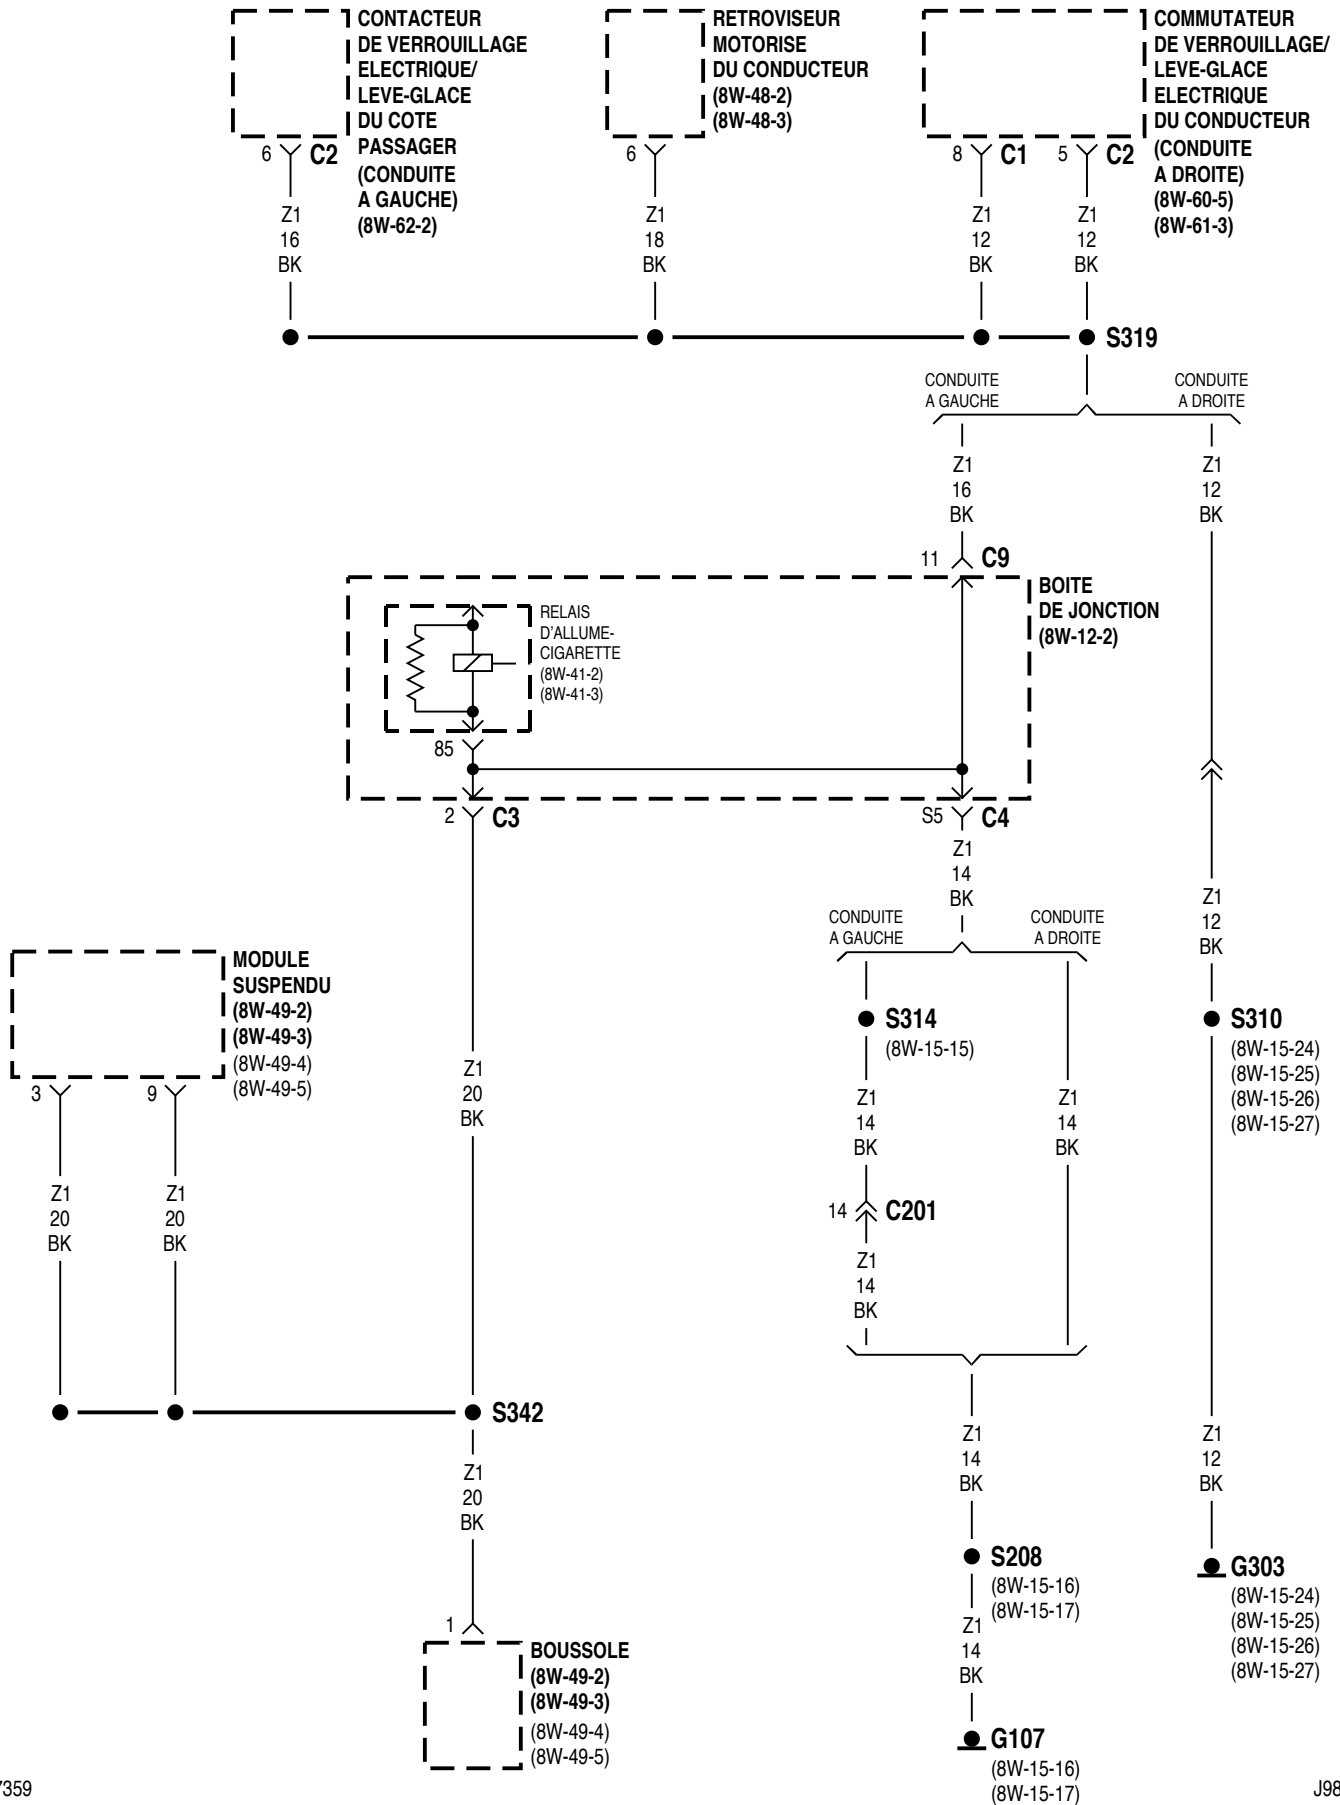 CONTACTEUR
DE VERROUILLAGE
ELECTRIQUE/
LEVE-GLACE
DU COTE
PASSAGER
(CONDUITE
A GAUCHE)
(8W-62-2)
6
C2
Z1
16
BK
RETROVISEUR
MOTORISE
DU CONDUCTEUR
(8W-48-2)
(8W-48-3)
6
Z1
18
BK
COMMUTATEUR
DE VERROUILLAGE/
LEVE-GLACE
ELECTRIQUE
DU CONDUCTEUR
(CONDUITE
A DROITE)
(8W-60-5)
(8W-61-3)
8
C1
5
C2
Z1
12
BK
Z1
12
BK
S319
CONDUITE
A GAUCHE
CONDUITE
A DROITE
Z1
16
BK
Z1
12
BK
11
C9
BOITE
DE JONCTION
(8W-12-2)
RELAIS
D'ALLUME-
CIGARETTE
(8W-41-2)
(8W-41-3)
85
2
C3
S5
C4
Z1
14
BK
CONDUITE
A GAUCHE
CONDUITE
A DROITE
Z1
12
BK
MODULE
SUSPENDU
(8W-49-2)
(8W-49-3)
(8W-49-4)
(8W-49-5)
3
9
Z1
20
BK
Z1
20
BK
Z1
20
BK
S314
(8W-15-15)
Z1
14
BK
Z1
14
BK
S310
(8W-15-24)
(8W-15-25)
(8W-15-26)
(8W-15-27)
14
C201
Z1
14
BK
S342
Z1
20
BK
Z1
14
BK
Z1
12
BK
S208
(8W-15-16)
(8W-15-17)
Z1
14
BK
G303
(8W-15-24)
(8W-15-25)
(8W-15-26)
(8W-15-27)
1
BOUSSOLE
(8W-49-2)
(8W-49-3)
(8W-49-4)
(8W-49-5)
G107
(8W-15-16)
(8W-15-17)
7359
J98